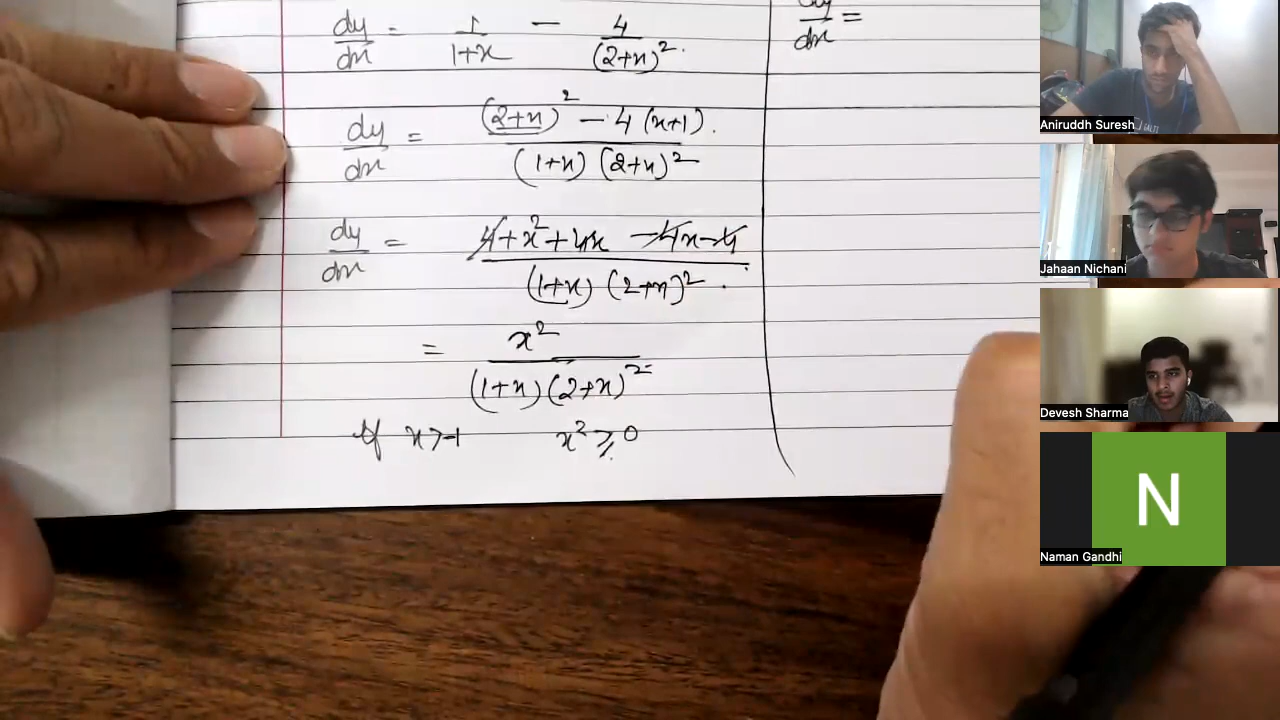 dy/dx = 1/(1+x) - 4/(2+x)².
dy/dx = ((2+x)² - 4(x+1).)/((1+x)(2+x)²)
dy/dx = (4+x²+4x -4x-4)/((1+x)(2+x)².)
= x²/((1+x)(2+x)²)
If x>-1 x² ≥ 0
dy/dx =
Aniruddh Suresh
Jahaan Nichani
Devesh Sharma
N
Naman Gandhi